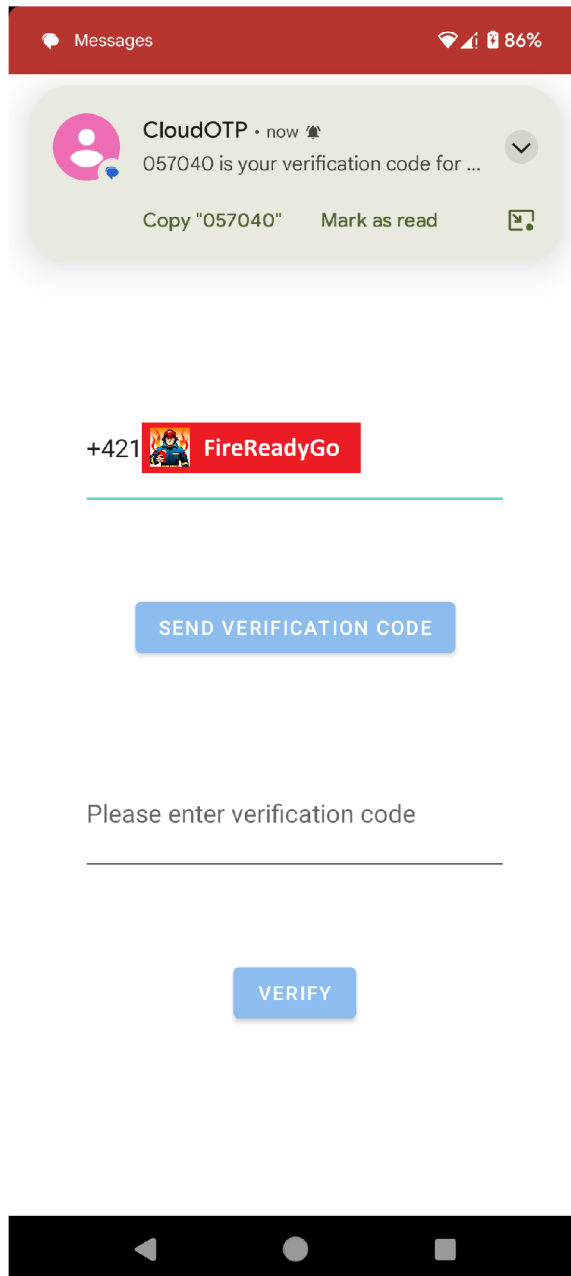 Messages
86%
CloudOTP • now
057040 is your verification code for ...
Copy "057040" Mark as read
+421 FireReadyGo
SEND VERIFICATION CODE
Please enter verification code
VERIFY